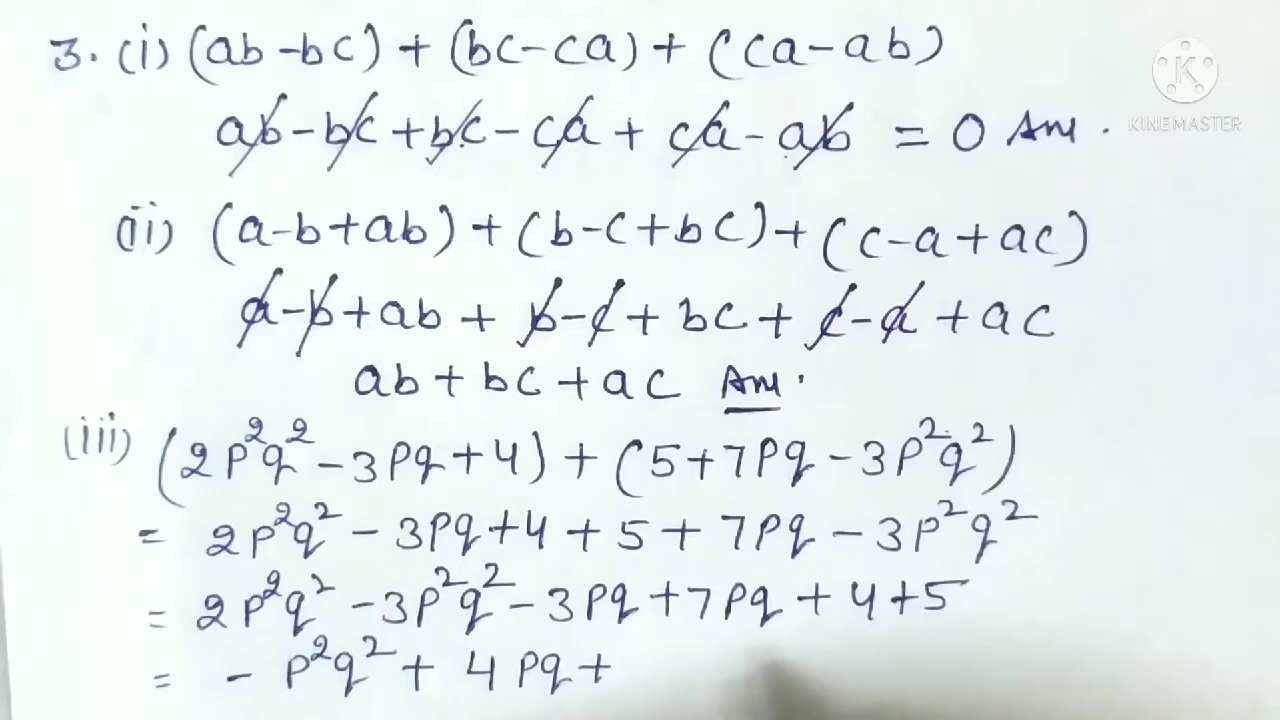 3. (i) (ab-bc) + (bc-ca) + (ca-ab)
K
KINEMASTER
ab - bc + bc - ca + ca - ab = 0 Ans.
(ii) (a-b+ab) + (b-c+bc) + (c-a+ac)
a-b+ab + b-c + bc + c-a + ac
ab + bc + ac Ans.
(iii) (2p²q² - 3pq + 4) + (5 + 7pq - 3p²q²)
= 2p²q² - 3pq + 4 + 5 + 7pq - 3p²q²
= 2p²q² - 3p²q² - 3pq + 7pq + 4 + 5
= - p²q² + 4pq +